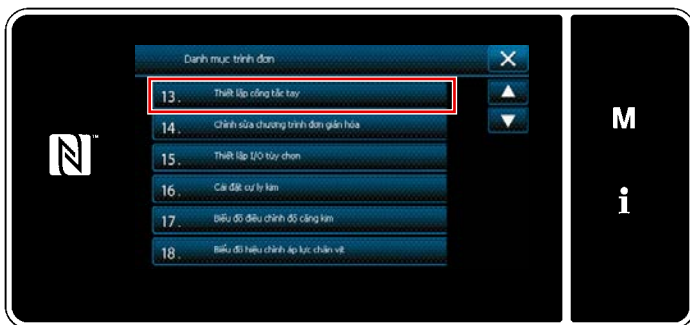 Danh mục trình đơn
13. Thiết lập công tắc tay
14. Chỉnh sửa chương trình đơn giản hóa
15. Thiết lập I/O tùy chọn
16. Cài đặt cự ly kim
17. Biểu đồ điều chỉnh độ căng kim
18. Biểu đồ hiệu chỉnh áp lực chân vịt
M
i